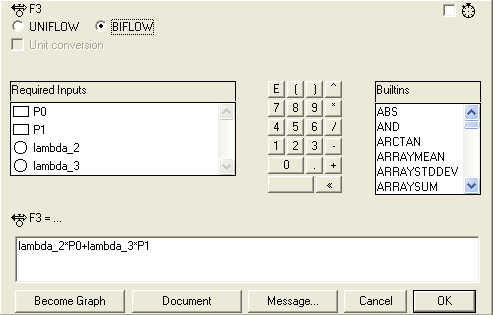 F3
UNIFLOW BIFLOW
Unit conversion
Required Inputs
P0
P1
lambda_2
lambda_3
E ( ) ^
7 8 9 *
4 5 6 /
1 2 3 -
0 . +
«
Builtins
ABS
AND
ARCTAN
ARRAYMEAN
ARRAYSTDDEV
ARRAYSUM
F3 = ...
lambda_2*P0+lambda_3*P1
Become Graph Document Message... Cancel OK